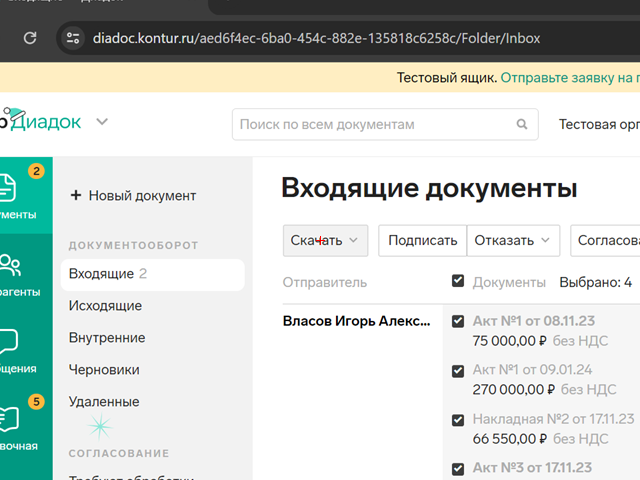 diadoc.kontur.ru/aed6f4ec-6ba0-454c-882e-135818c6258c/Folder/Inbox
Тестовый ящик. Отправьте заявку на п
р Диадок
Поиск по всем документам
Тестовая орг
2
ументы
+ Новый документ
Входящие документы
ДОКУМЕНТООБОРОТ
Скачать
Подписать
Отказать
Согласова
рагенты
Входящие 2
Отправитель
Документы
Выбрано: 4
Исходящие
Власов Игорь Алекс...
Акт №1 от 08.11.23
75 000,00 ₽ без НДС
Внутренние
бщения
Черновики
Акт №1 от 09.01.24
270 000,00 ₽ без НДС
Удаленные
5
Накладная №2 от 17.11.23
66 550,00 ₽ без НДС
вочная
СОГЛАСОВАНИЕ
Акт №3 от 17.11.23